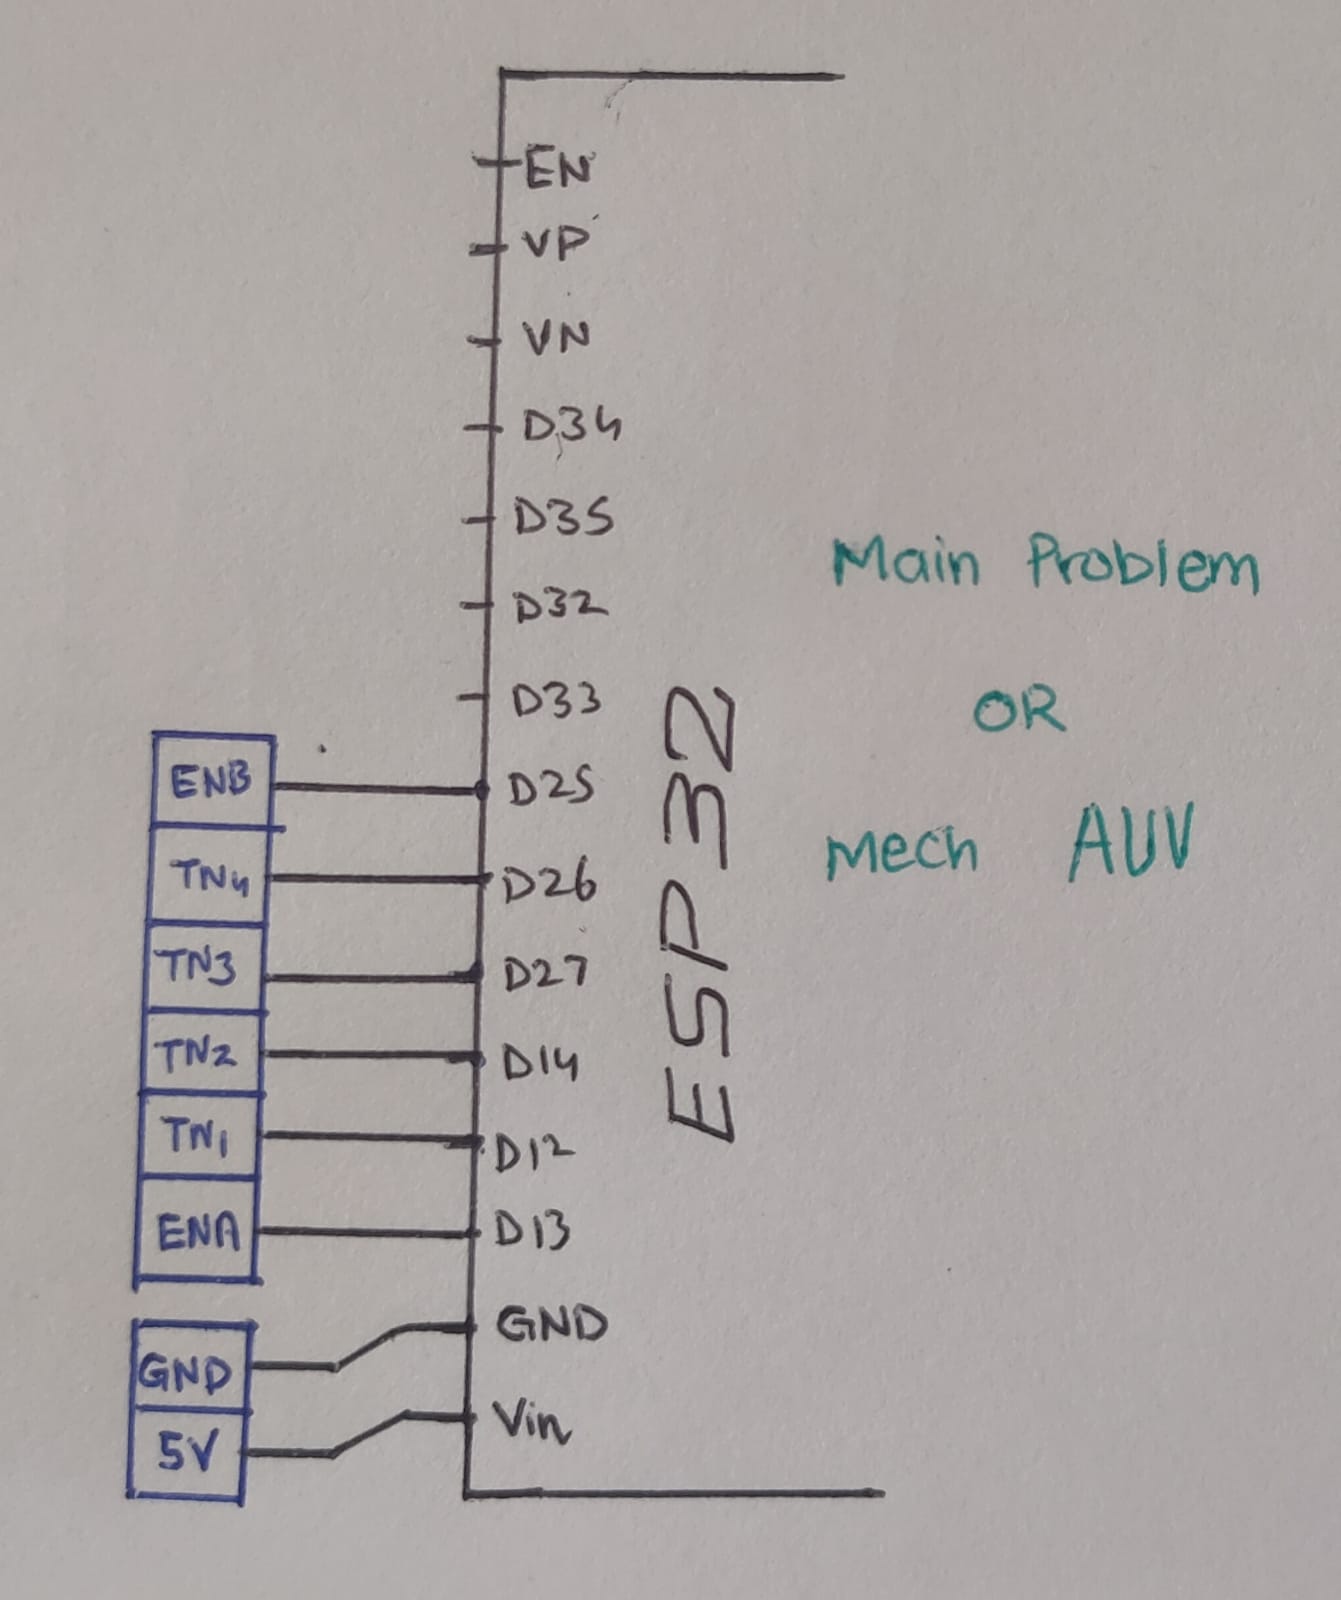 EN
VP
VN
D34
D35
D32
D33
ENB D25
TN4 D26
TN3 D27
TN2 D14
TN1 D12
ENA D13
GND GND
5V Vin
ESP32
Main Problem
OR
Mech AUV